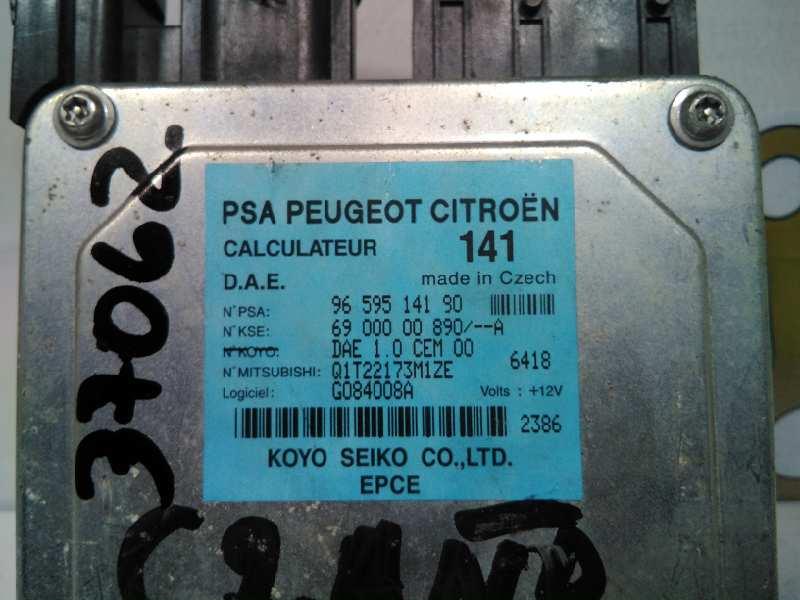 PSA PEUGEOT CITROËN
CALCULATEUR 141
D.A.E. made in Czech
N°PSA: 96 595 141 90
N°KSE: 69 000 00 890/--A
N°KOYO: DAE 1.0 CEM 00
N°MITSUBISHI: Q1T22173M1ZE 6418
Logiciel: G084008A Volts : +12V
2386
KOYO SEIKO CO.,LTD.
EPCE
37062.